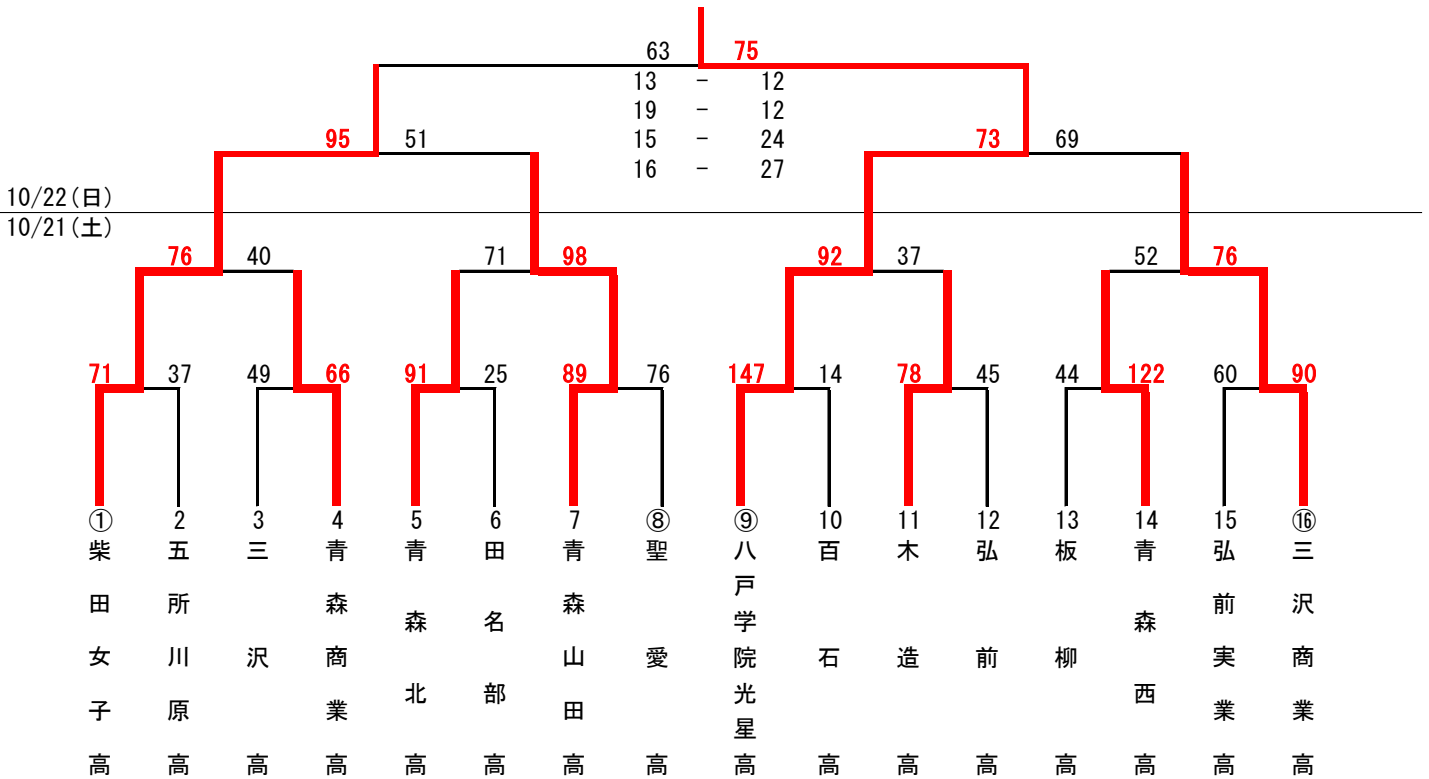 63 75
13 - 12
19 - 12
15 - 24
16 - 27
95 51 73 69
10/22(日)
10/21(土)
76 40 71 98 92 37 52 76
71 37 49 66 91 25 89 76 147 14 78 45 44 122 60 90
① 2 3 4 5 6 7 ⑧ ⑨ 10 11 12 13 14 15 ⑯
柴田女子高
五所川原高
三沢高
青森商業高
青森北高
田名部高
青森山田高
聖愛高
八戸学院光星高
百石高
木造高
弘前高
板柳高
青森西高
弘前実業高
三沢商業高